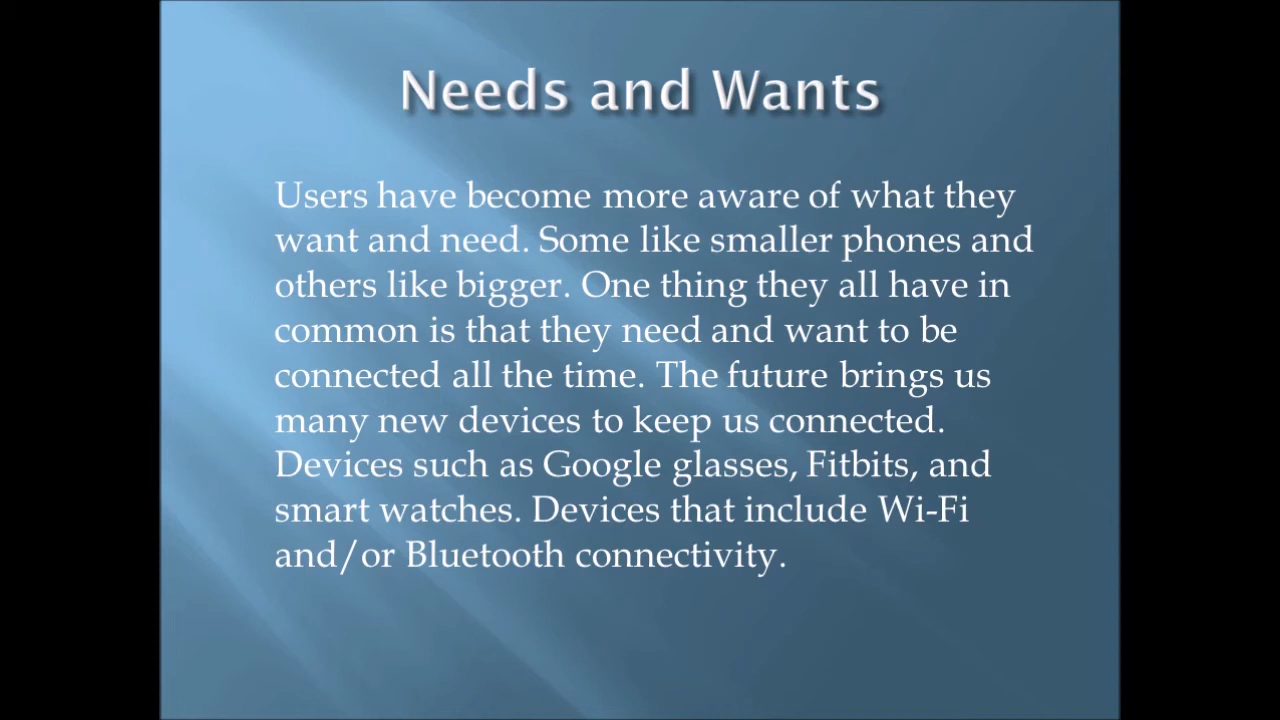 Needs and Wants
Users have become more aware of what they
want and need. Some like smaller phones and
others like bigger. One thing they all have in
common is that they need and want to be
connected all the time. The future brings us
many new devices to keep us connected.
Devices such as Google glasses, Fitbits, and
smart watches. Devices that include Wi-Fi
and/or Bluetooth connectivity.